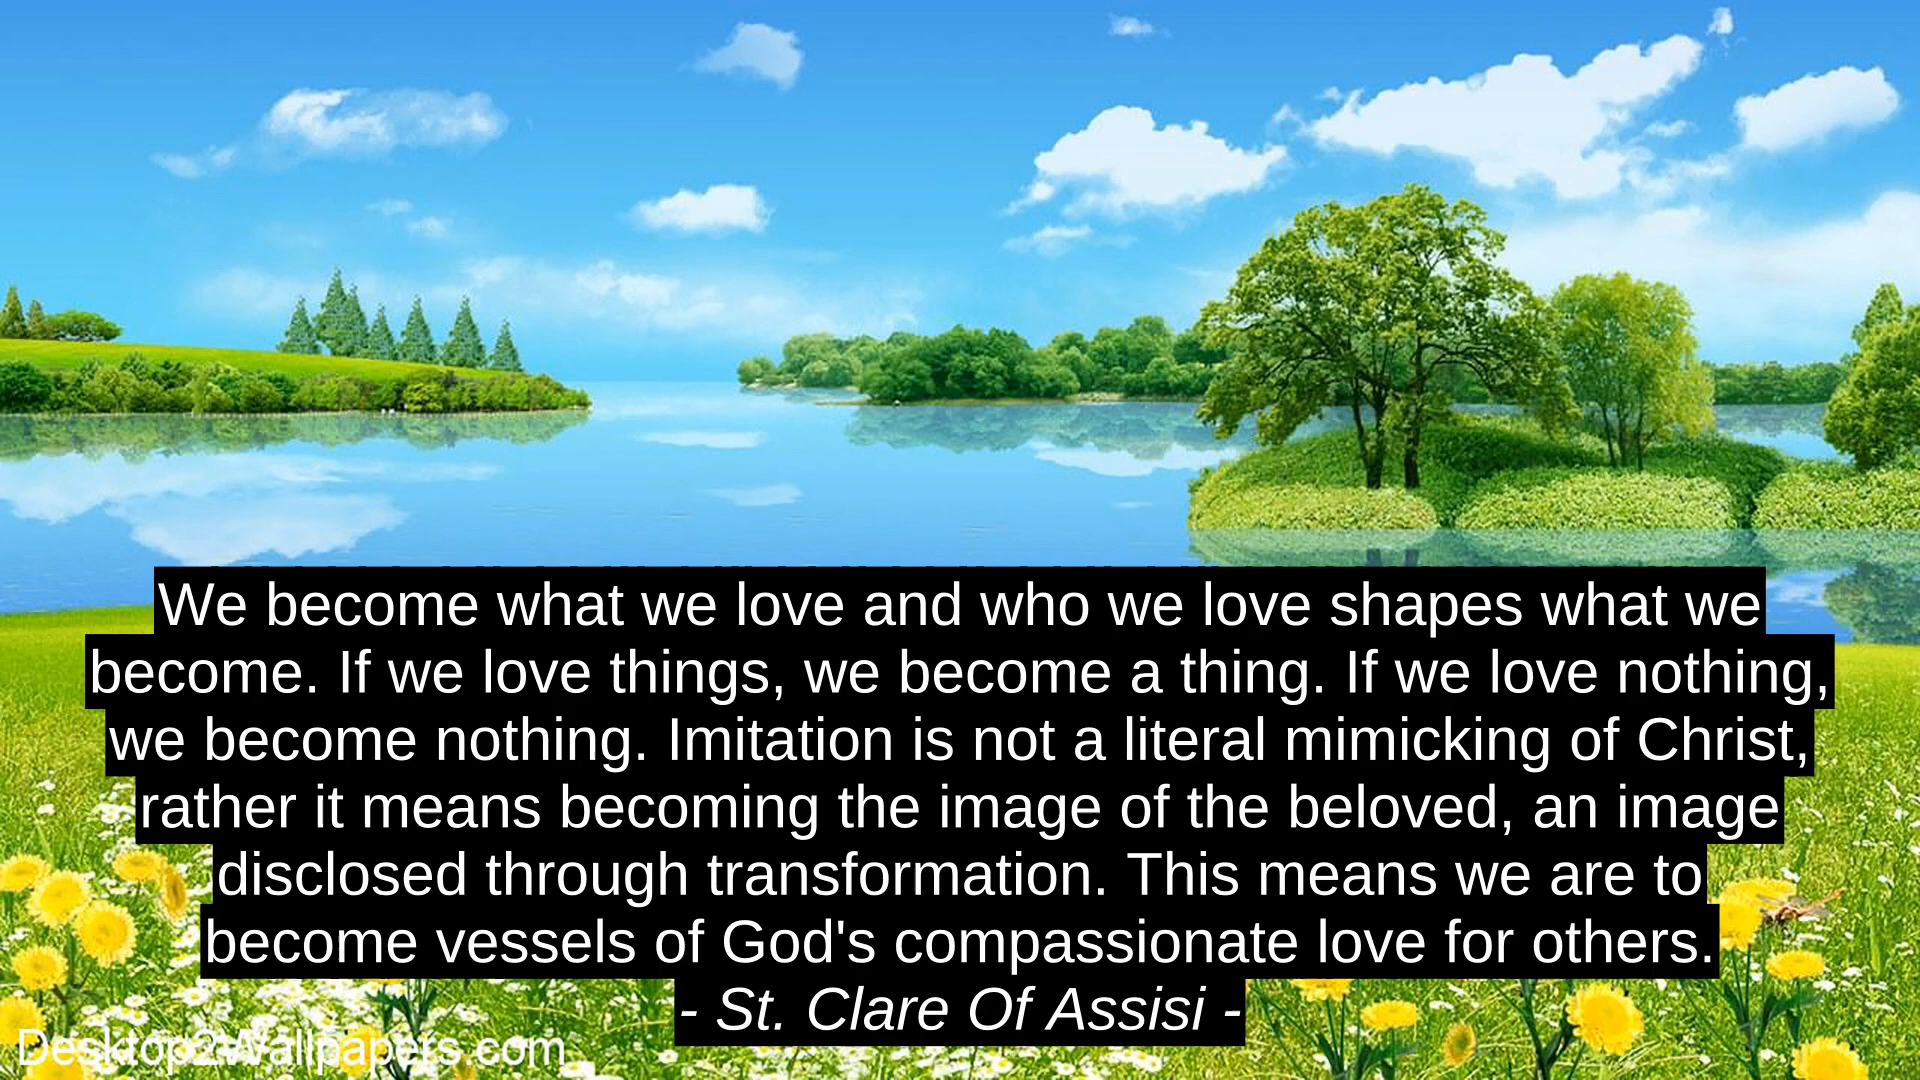 We become what we love and who we love shapes what we
become. If we love things, we become a thing. If we love nothing,
we become nothing. Imitation is not a literal mimicking of Christ,
rather it means becoming the image of the beloved, an image
disclosed through transformation. This means we are to
become vessels of God's compassionate love for others.
- St. Clare Of Assisi -
Desktop2Wallpapers.com